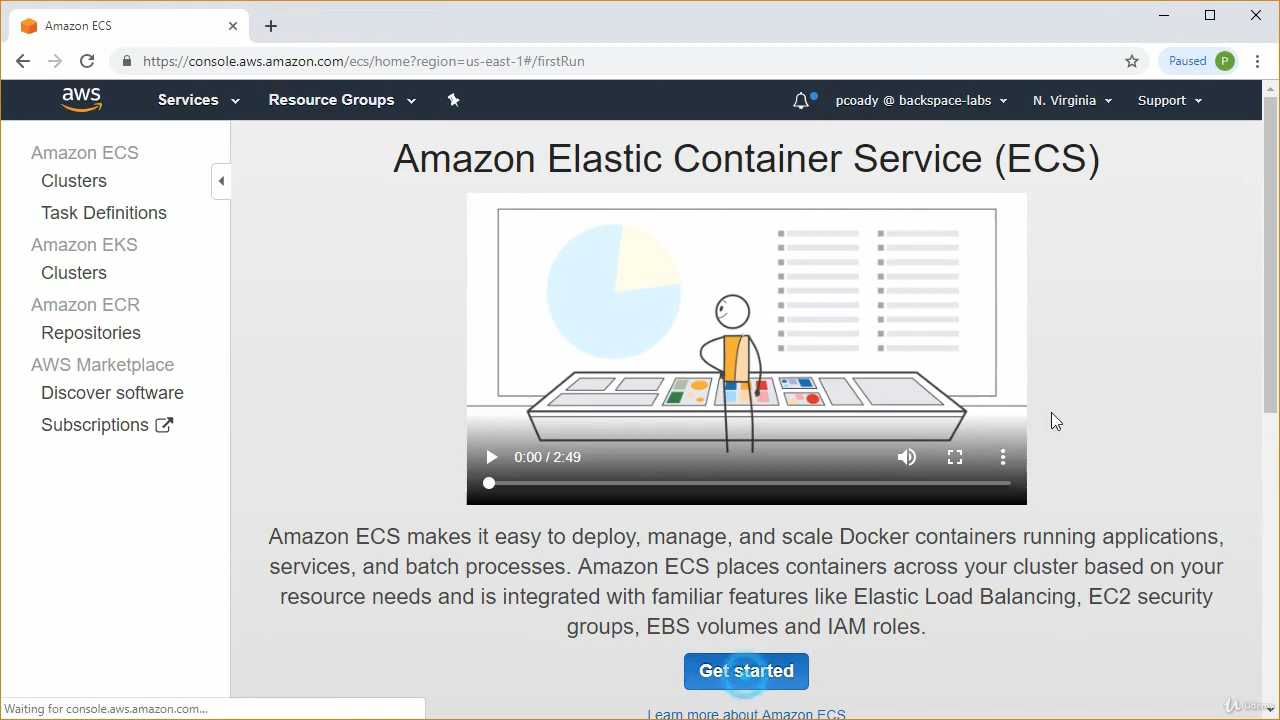 Amazon ECS
https://console.aws.amazon.com/ecs/home?region=us-east-1#/firstRun
Paused P
aws Services Resource Groups pcoady @ backspace-labs N. Virginia Support
Amazon ECS
Clusters
Task Definitions
Amazon EKS
Clusters
Amazon ECR
Repositories
AWS Marketplace
Discover software
Subscriptions
Amazon Elastic Container Service (ECS)
0:00 / 2:49
Amazon ECS makes it easy to deploy, manage, and scale Docker containers running applications,
services, and batch processes. Amazon ECS places containers across your cluster based on your
resource needs and is integrated with familiar features like Elastic Load Balancing, EC2 security
groups, EBS volumes and IAM roles.
Get started
Learn more about Amazon ECS
Waiting for console.aws.amazon.com...
Udemy